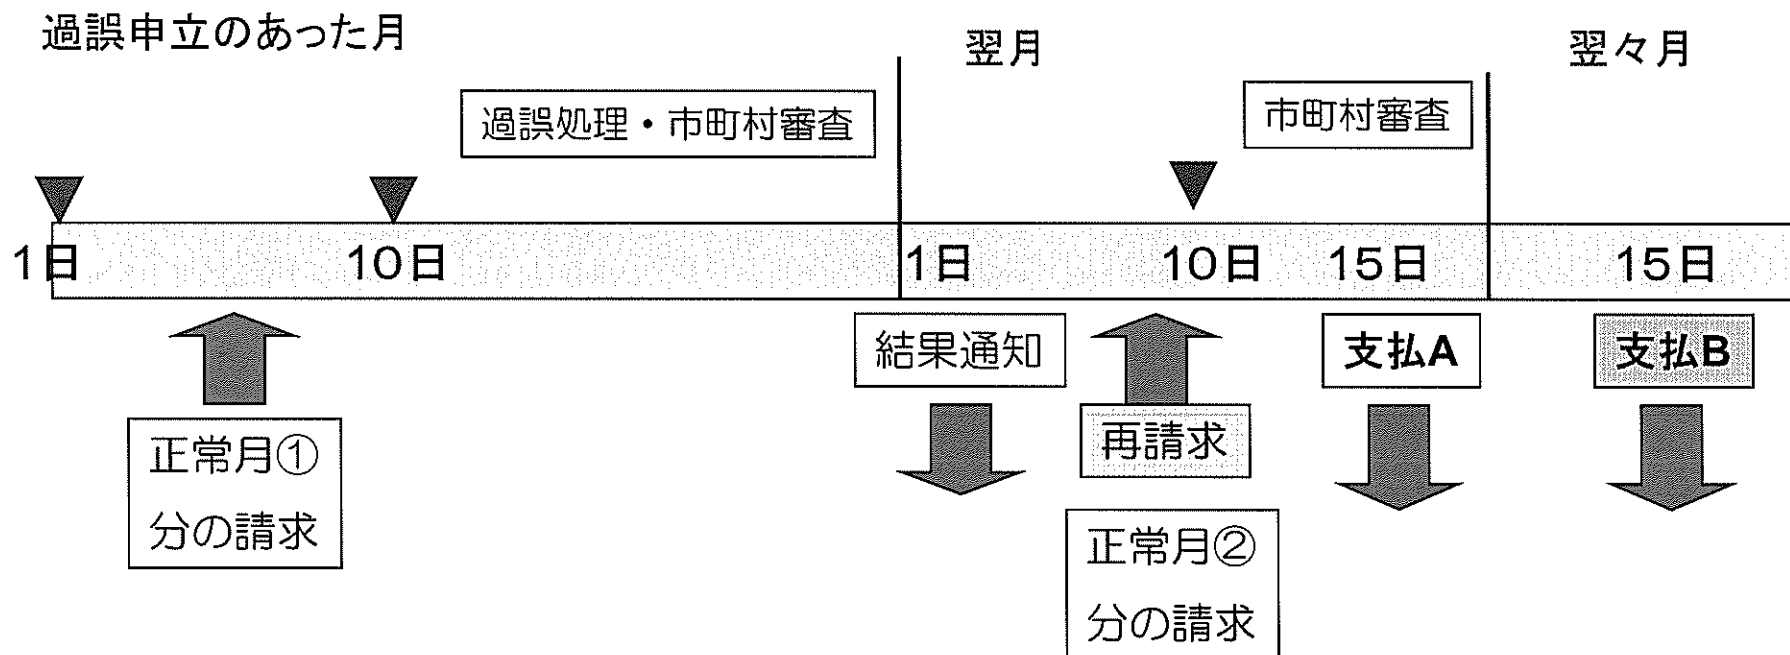 過誤申立のあった月
翌月
翌々月
過誤処理・市町村審査
市町村審査
1日
10日
1日
10日
15日
15日
結果通知
支払A
支払B
正常月①
分の請求
再請求
正常月②
分の請求